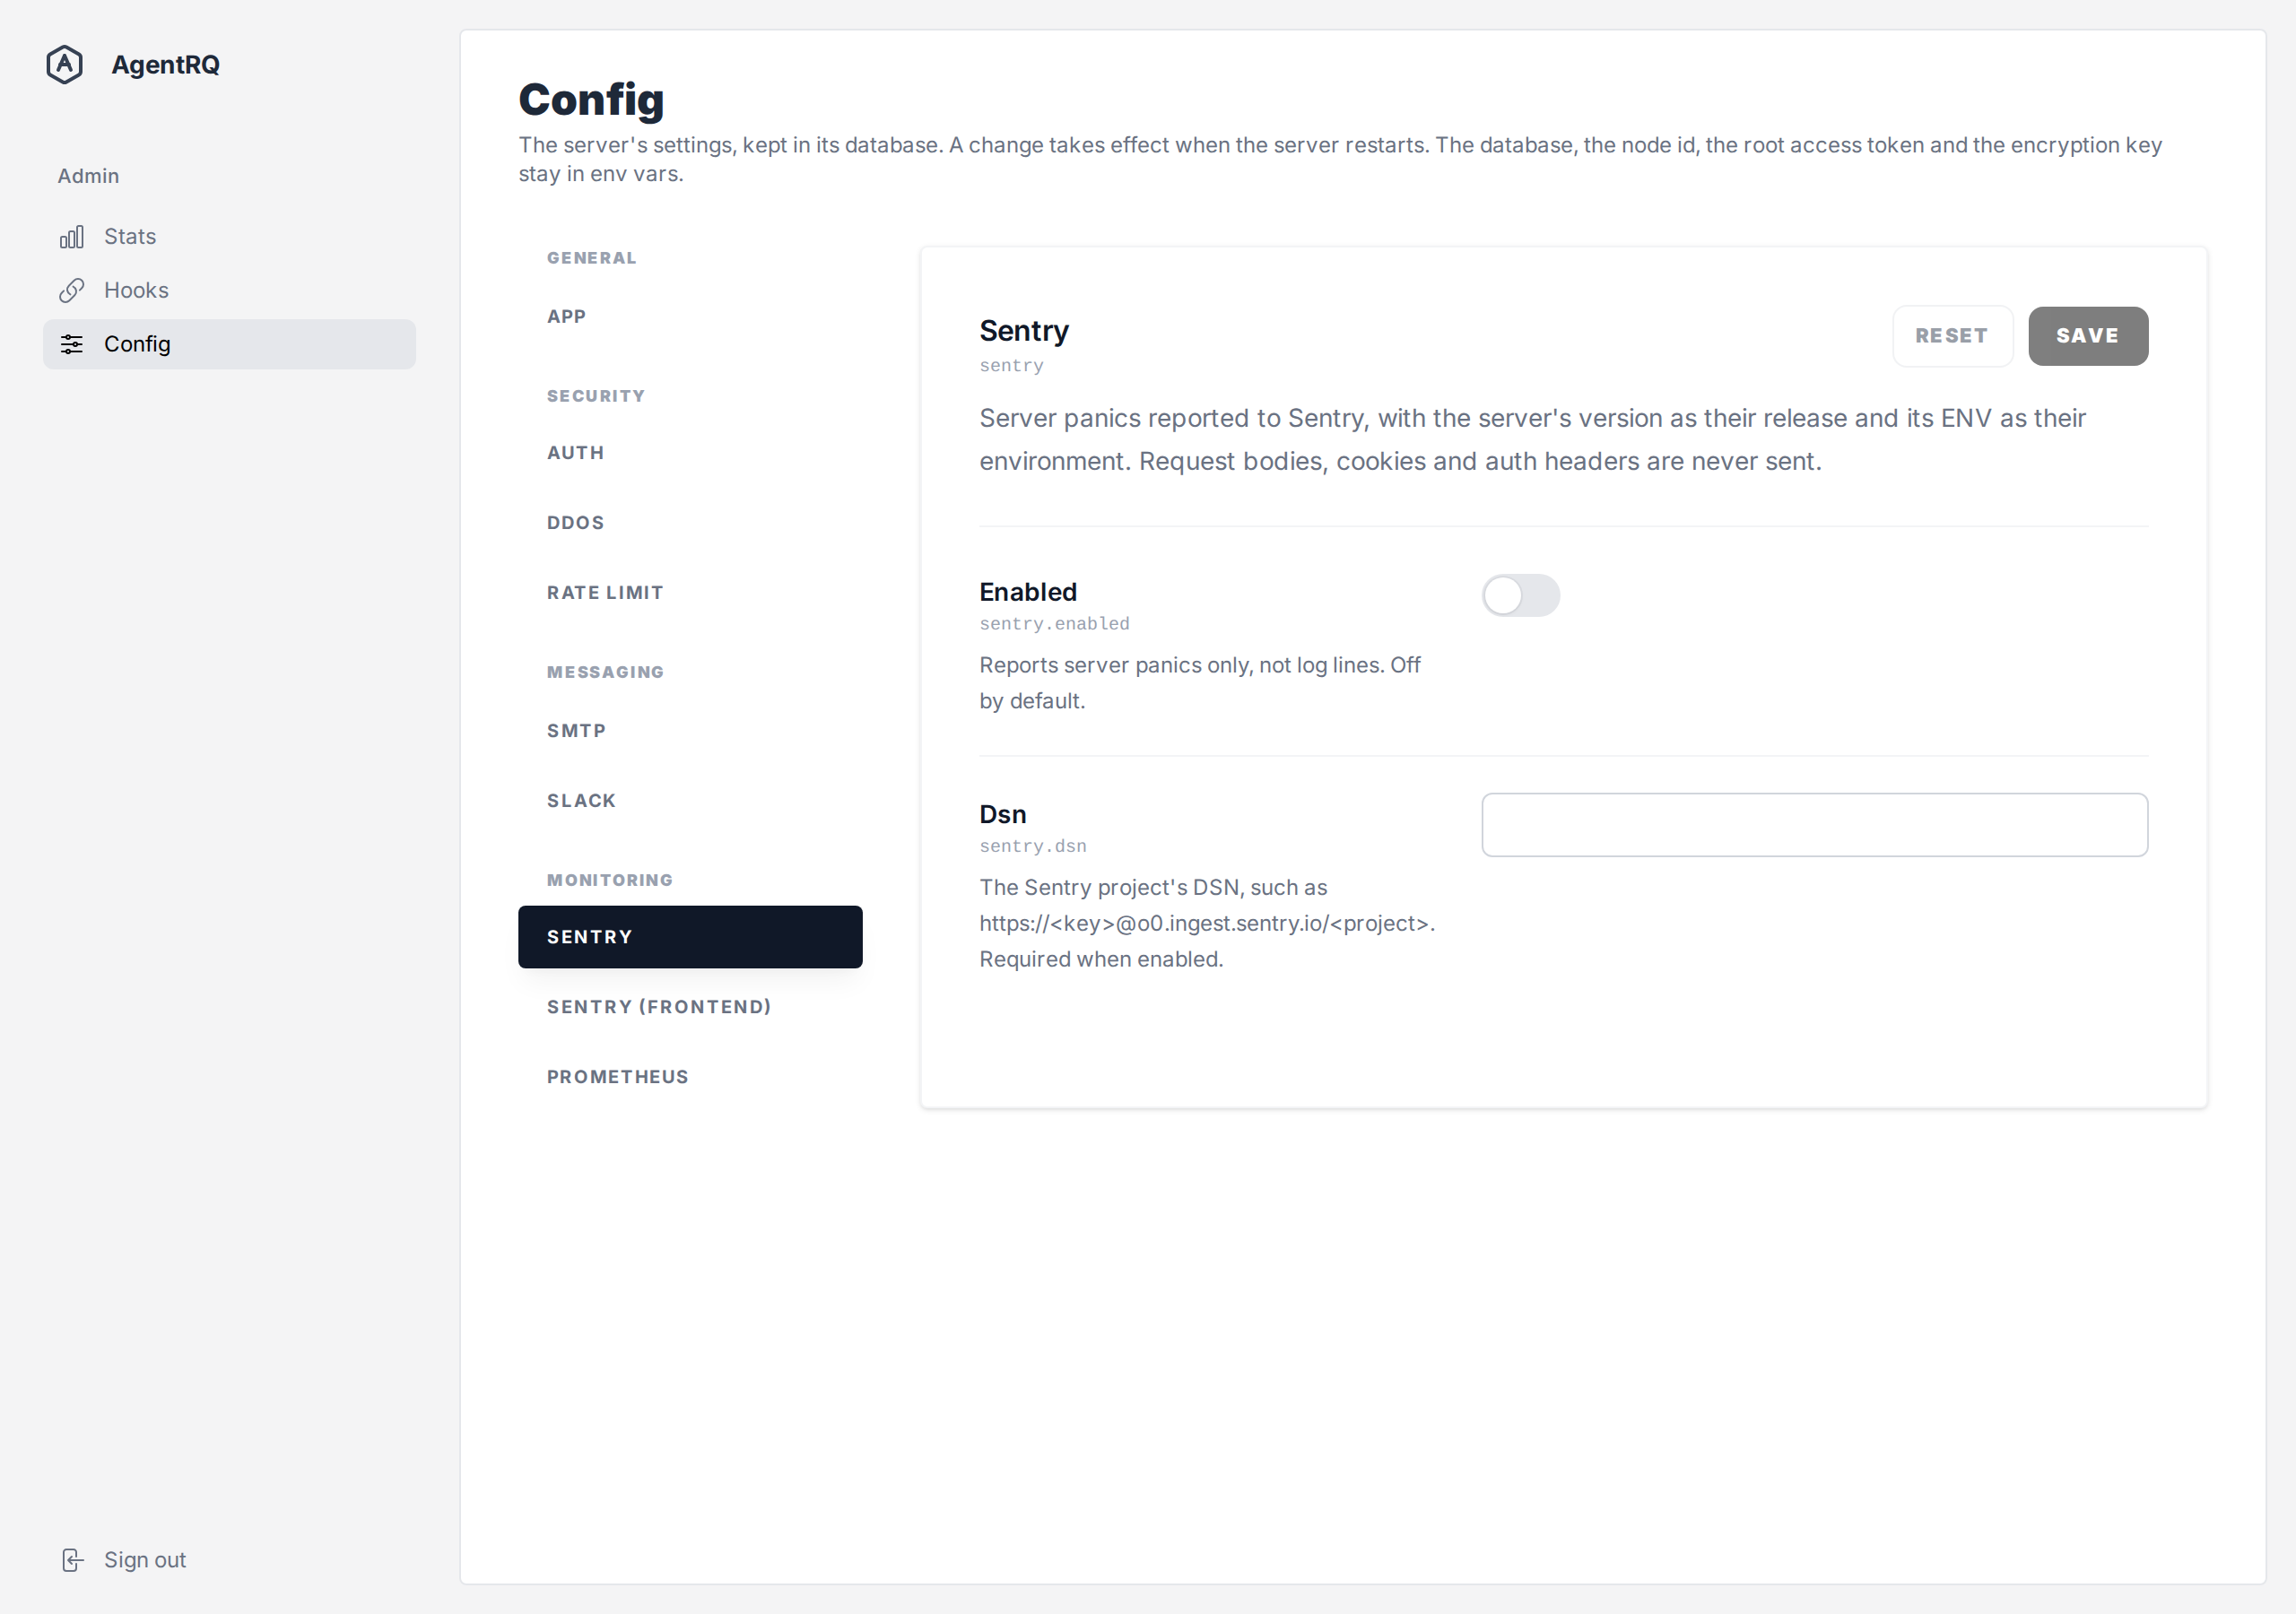 AgentRQ
Admin
Stats
Hooks
Config
Sign out
Config
The server's settings, kept in its database. A change takes effect when the server restarts. The database, the node id, the root access token and the encryption key
stay in env vars.
GENERAL
APP
SECURITY
AUTH
DDOS
RATE LIMIT
MESSAGING
SMTP
SLACK
MONITORING
SENTRY
SENTRY (FRONTEND)
PROMETHEUS
Sentry
sentry
RESET
SAVE
Server panics reported to Sentry, with the server's version as their release and its ENV as their
environment. Request bodies, cookies and auth headers are never sent.
Enabled
sentry.enabled
Reports server panics only, not log lines. Off
by default.
Dsn
sentry.dsn
The Sentry project's DSN, such as
https://<key>@o0.ingest.sentry.io/<project>.
Required when enabled.